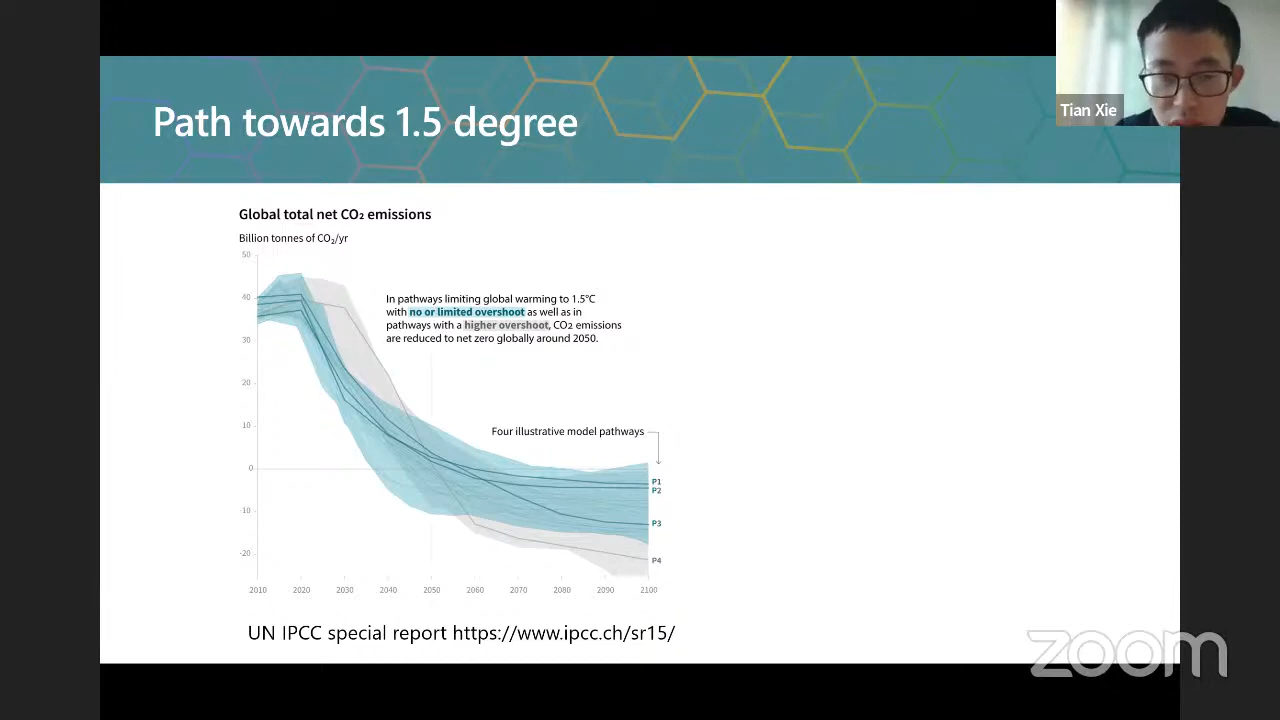 Path towards 1.5 degree
Tian Xie
Global total net CO₂ emissions
Billion tonnes of CO₂/yr
50
40
30
20
10
0
-10
-20
In pathways limiting global warming to 1.5°C
with no or limited overshoot as well as in
pathways with a higher overshoot, CO2 emissions
are reduced to net zero globally around 2050.
Four illustrative model pathways
P1
P2
P3
P4
2010 2020 2030 2040 2050 2060 2070 2080 2090 2100
UN IPCC special report https://www.ipcc.ch/sr15/
zoom